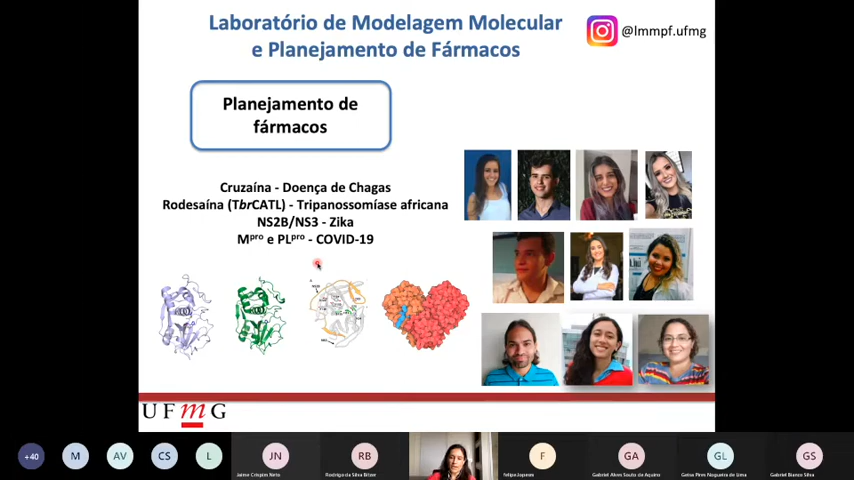 Laboratório de Modelagem Molecular
e Planejamento de Fármacos
@lmmpf.ufmg
Planejamento de
fármacos
Cruzaína - Doença de Chagas
Rodesaína (TbrCATL) - Tripanossomíase africana
NS2B/NS3 - Zika
Mpro e PLpro - COVID-19
UFmG
+40
M
AV
CS
L
JN
RB
F
GA
GL
GS
Jaime Crispim Neto
Rodrigo da Silva Bitzer
Gabriel Alves Souto de Aquino
Geisa Pires Nogueira de Lima
Gabriel Bianco Silva